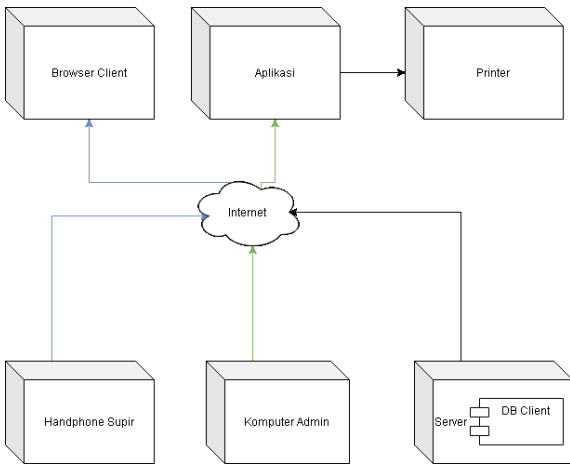 Browser Client
Aplikasi
Printer
Internet
Handphone Supir
Komputer Admin
Server
DB Client